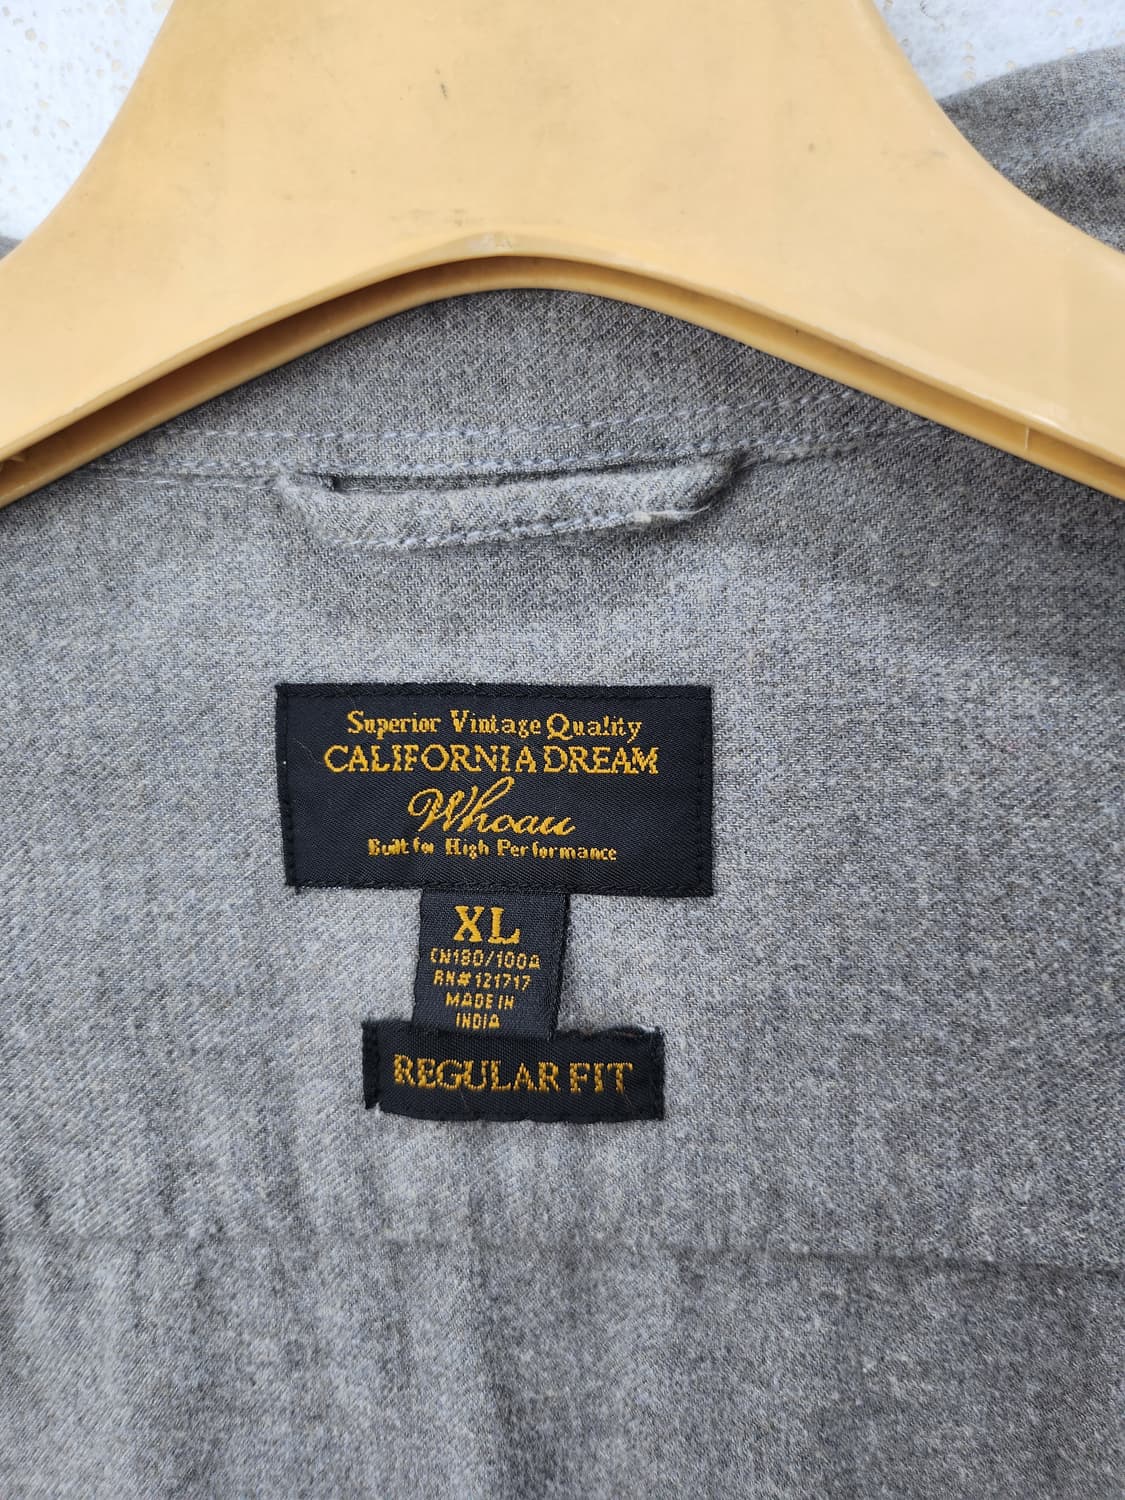 Superior Vintage Quality
CALIFORNIA DREAM
Whoau
Built for High Performance
XL
CN180/100A
RN#121717
MADE IN
INDIA
REGULAR FIT